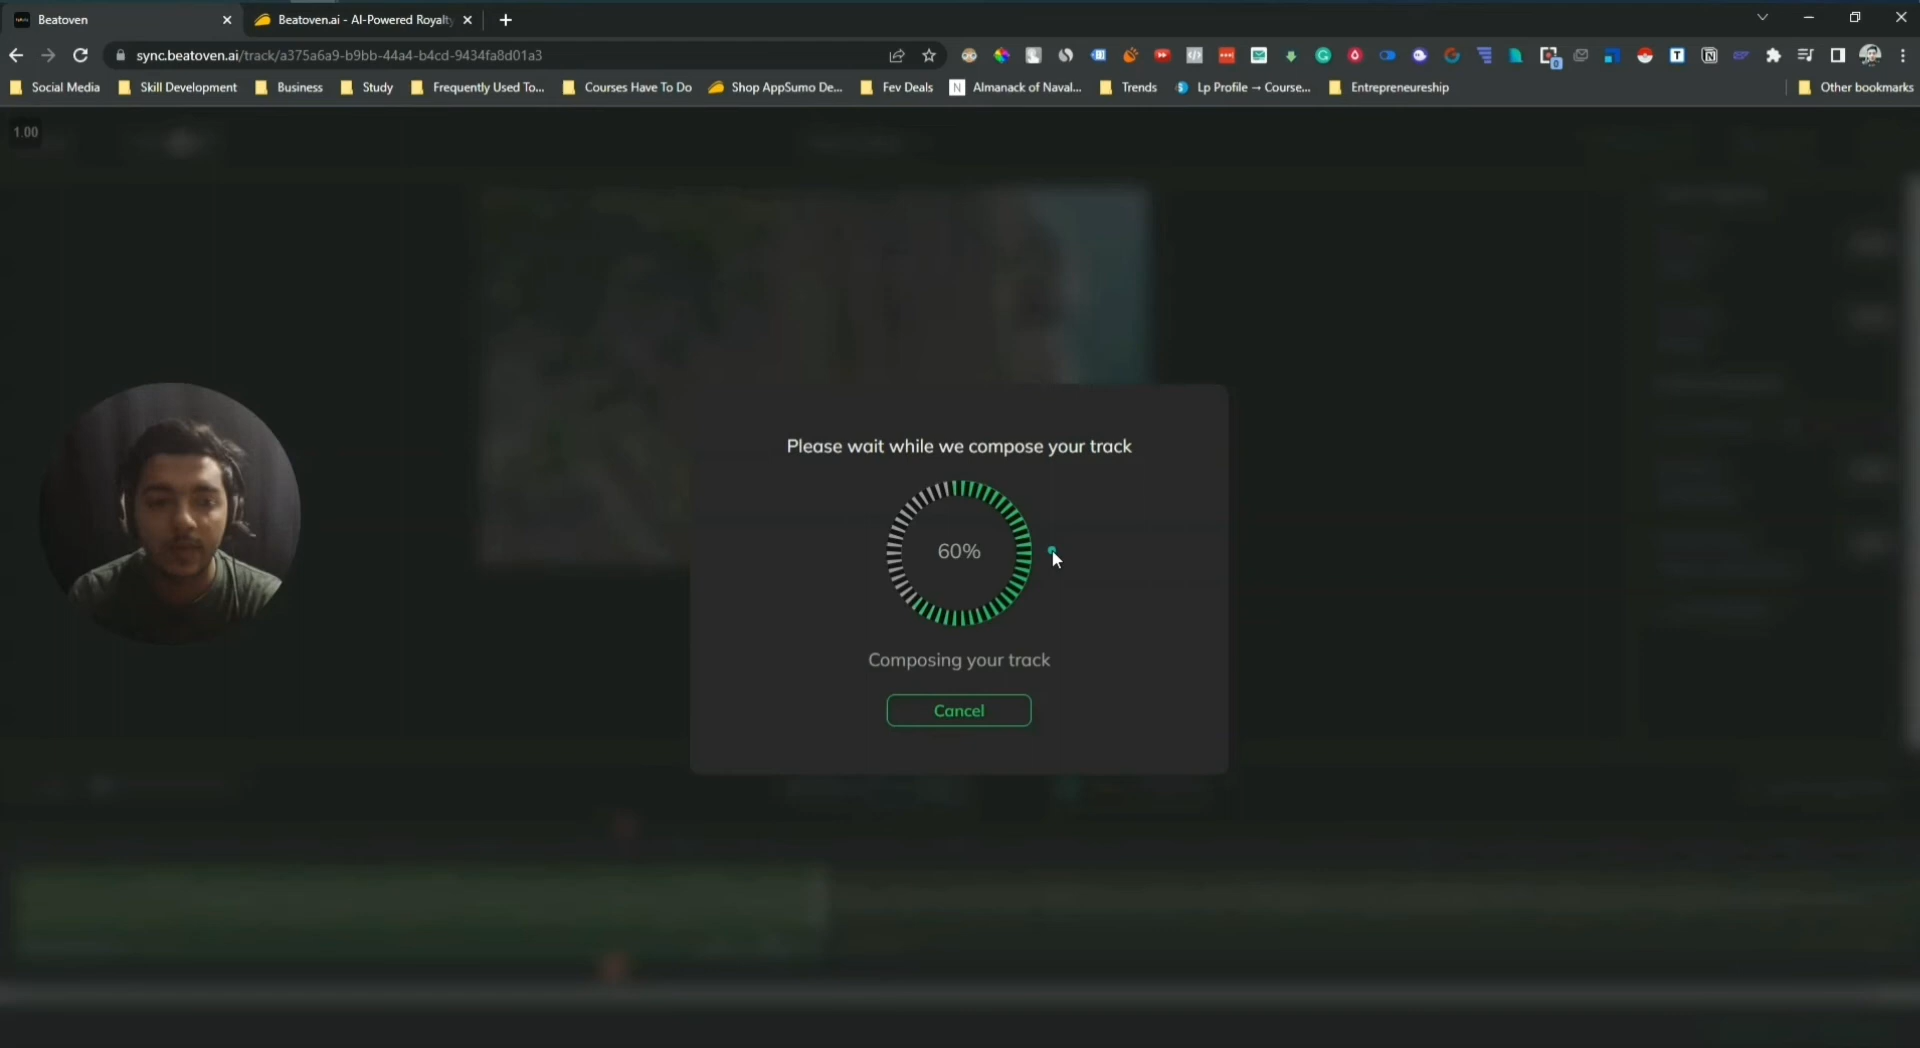 Beatoven
Beatoven.ai - AI-Powered Royalty
sync.beatoven.ai/track/a375a6a9-b9bb-44a4-b4cd-9434fa8d01a3
Social Media
Skill Development
Business
Study
Frequently Used To...
Courses Have To Do
Shop AppSumo De...
Fev Deals
N
Almanack of Naval...
Trends
Lp Profile → Course...
Entrepreneureship
Other bookmarks
1.00
Please wait while we compose your track
60%
Composing your track
Cancel